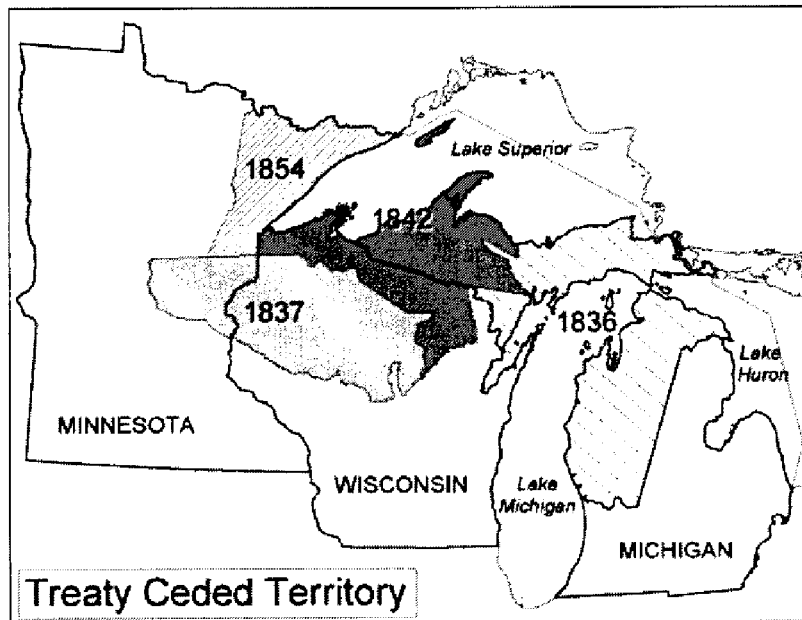 1854
Lake Superior
1842
1837
1836
Lake
Huron
MINNESOTA
WISCONSIN
Lake
Michigan
MICHIGAN
Treaty Ceded Territory